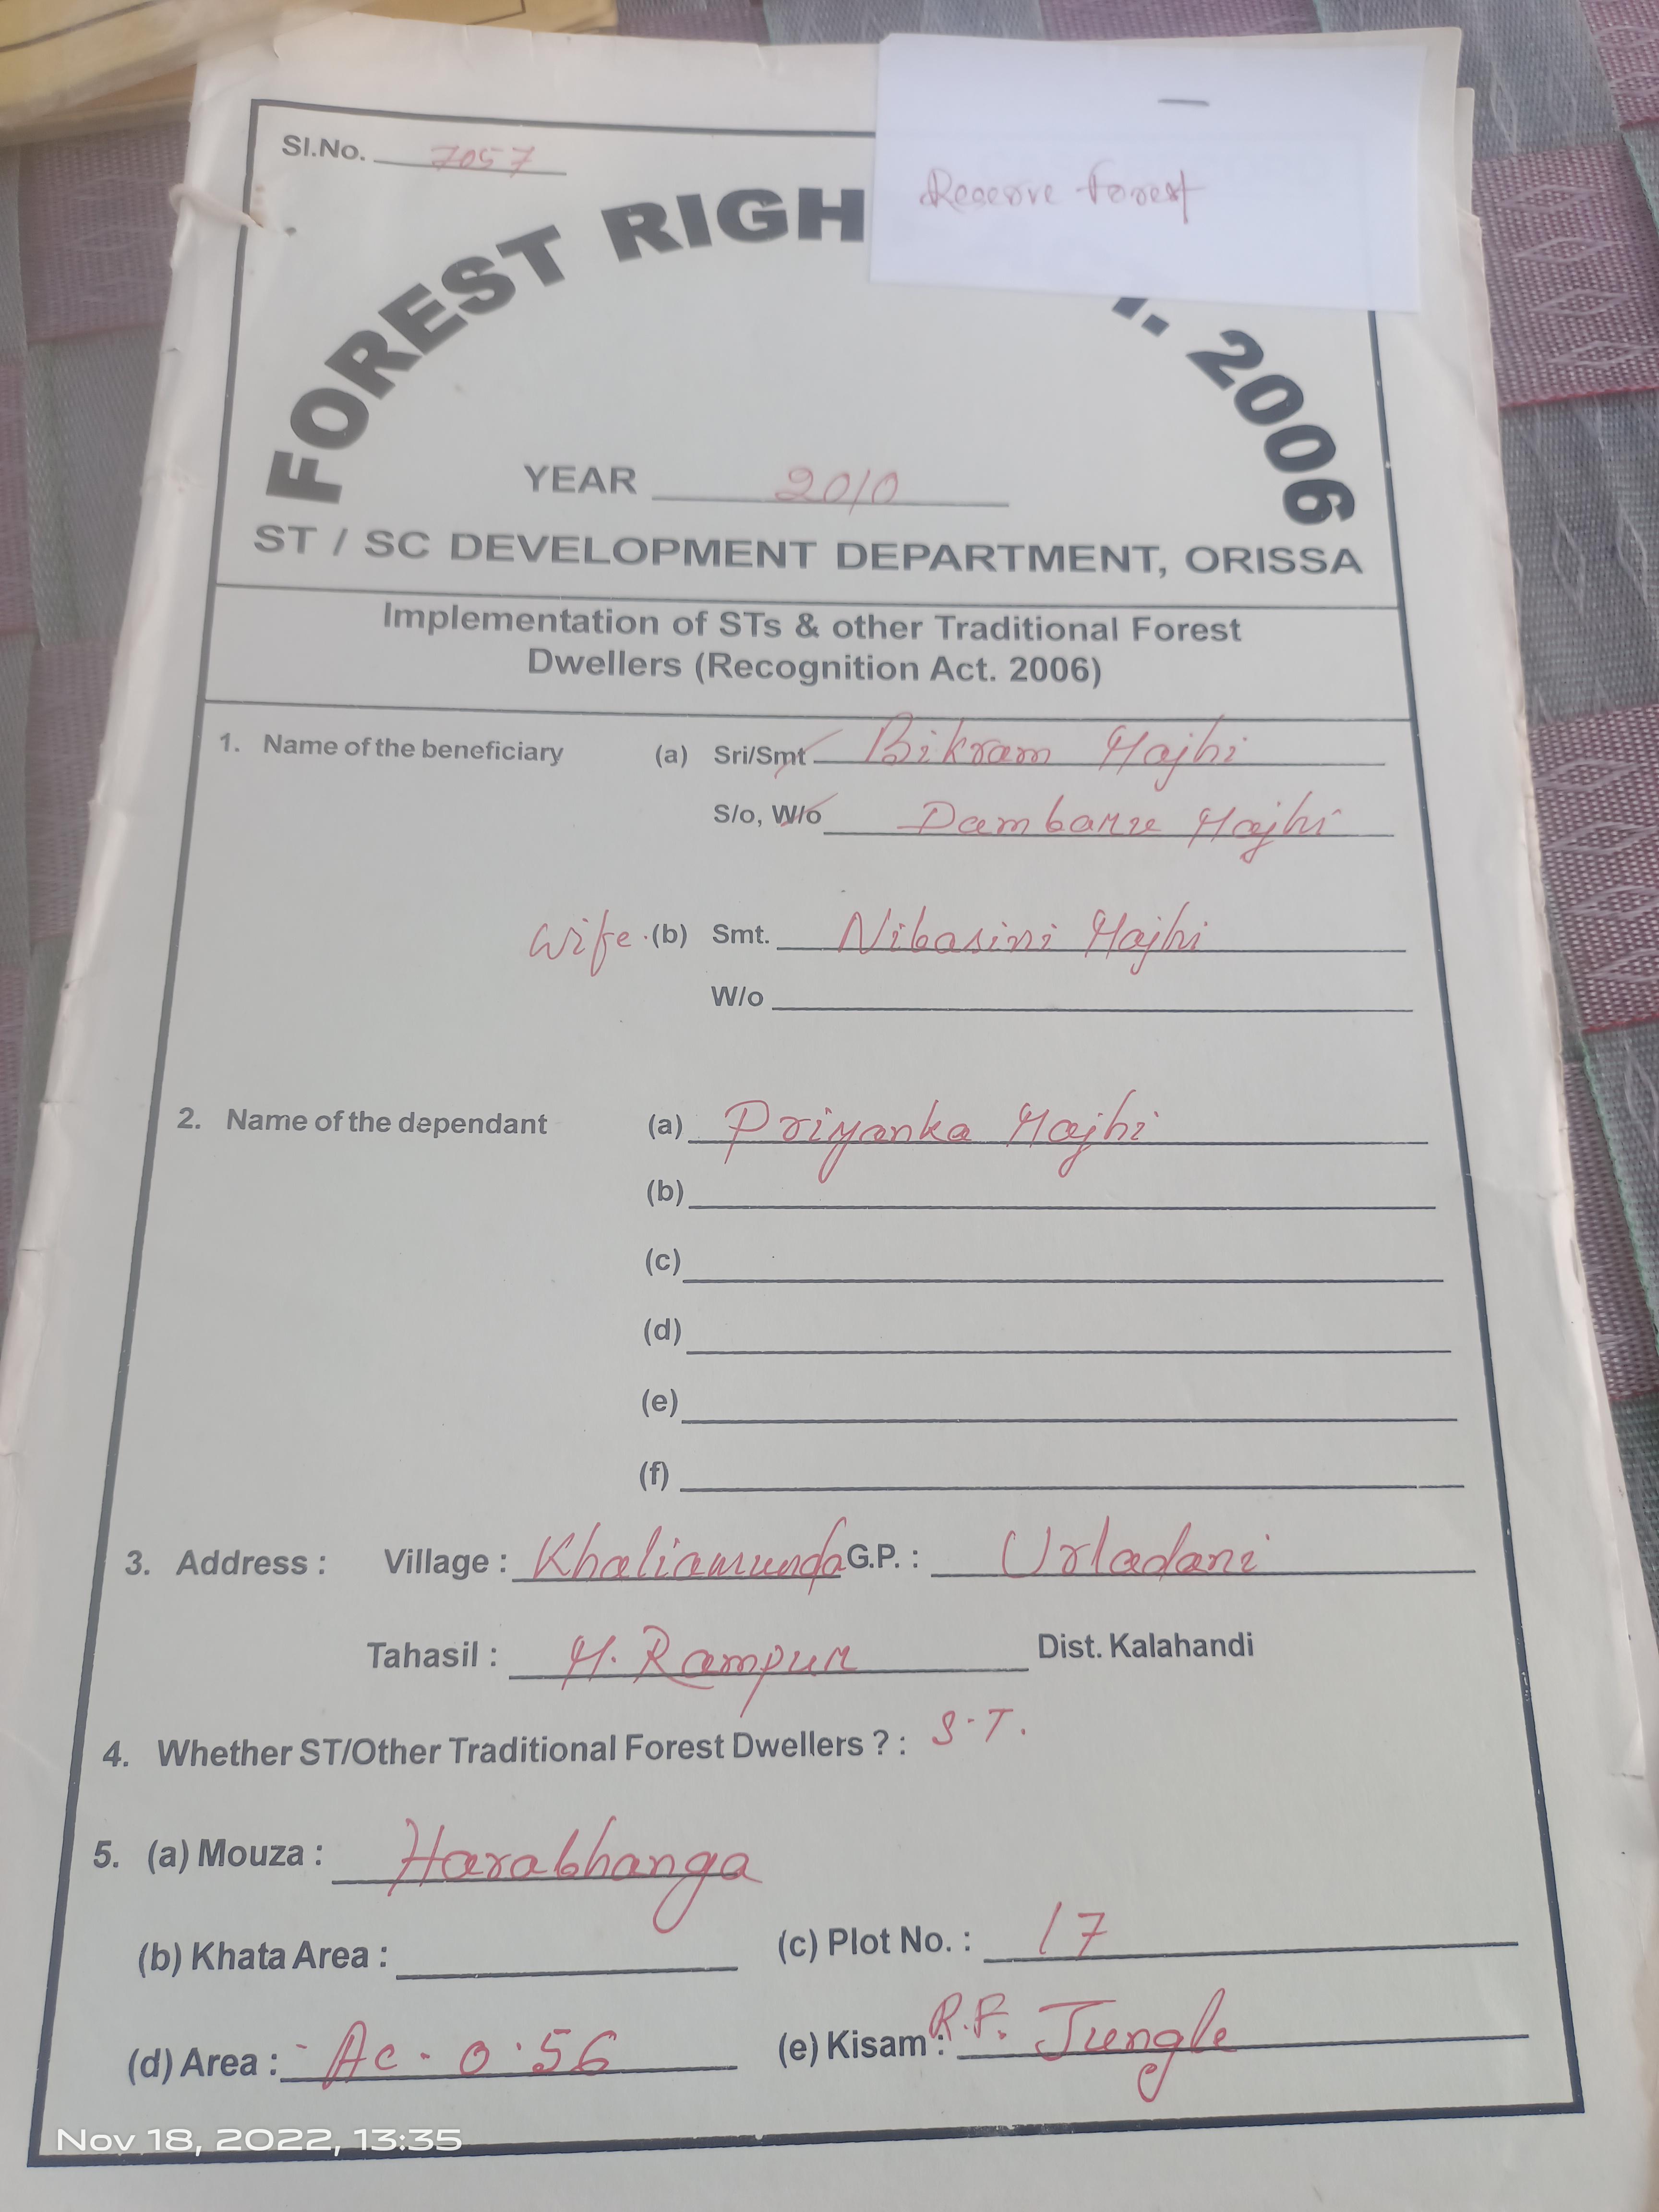 Sl.No. 7057
Reserve Forest
FOREST RIGH T. 2006
YEAR 2010
ST / SC DEVELOPMENT DEPARTMENT, ORISSA
Implementation of STs & other Traditional Forest
Dwellers (Recognition Act. 2006)
1. Name of the beneficiary (a) Sri/Smt Bikram Majhi
S/o, W/o Dambaru Majhi
Wife. (b) Smt. Nibasini Majhi
W/o
2. Name of the dependant (a) Priyanka Majhi
(b)
(c)
(d)
(e)
(f)
3. Address : Village : Khaliamunda G.P. : Urladani
Tahasil : M. Rampur Dist. Kalahandi
4. Whether ST/Other Traditional Forest Dwellers ? : S.T.
5. (a) Mouza : Harabhanga
(b) Khata Area : (c) Plot No. : 17
(d) Area : Ac. 0.56 (e) Kisam : R.F. Jungle
Nov 18, 2022, 13:35